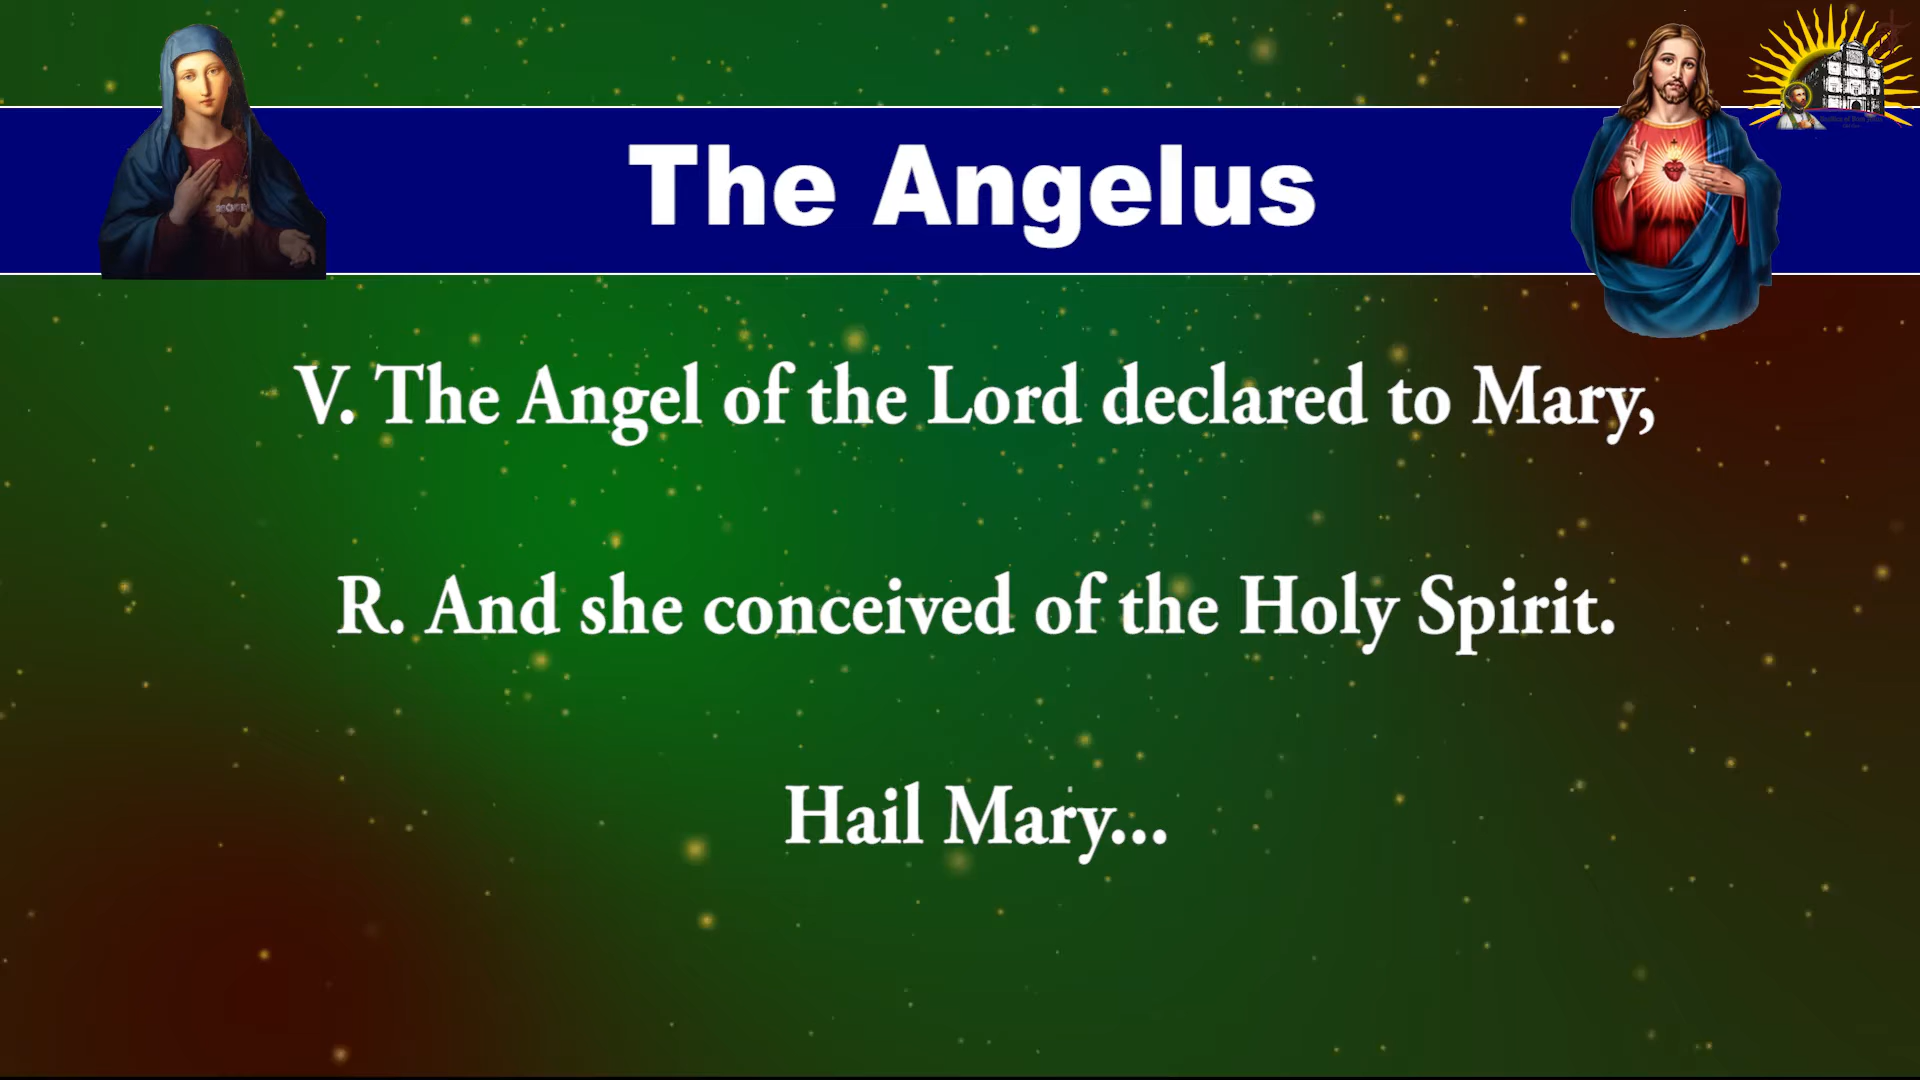 The Angelus
V. The Angel of the Lord declared to Mary,
R. And she conceived of the Holy Spirit.
Hail Mary...